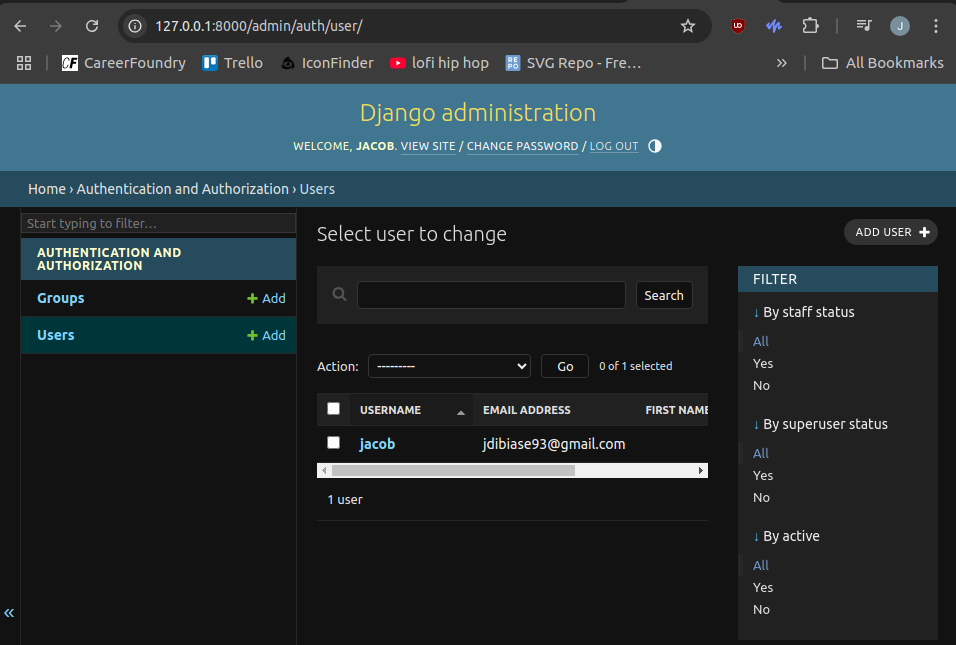 127.0.0.1:8000/admin/auth/user/
UD
J
CF CareerFoundry
Trello
IconFinder
lofi hip hop
RE PO SVG Repo - Fre…
»
All Bookmarks
Django administration
WELCOME, JACOB. VIEW SITE / CHANGE PASSWORD / LOG OUT
Home › Authentication and Authorization › Users
Start typing to filter…
AUTHENTICATION AND
AUTHORIZATION
Groups
+ Add
Users
+ Add
«
Select user to change
ADD USER +
Search
Action:
---------
Go
0 of 1 selected
USERNAME
EMAIL ADDRESS
FIRST NAME
jacob
jdibiase93@gmail.com
1 user
FILTER
↓ By staff status
All
Yes
No
↓ By superuser status
All
Yes
No
↓ By active
All
Yes
No